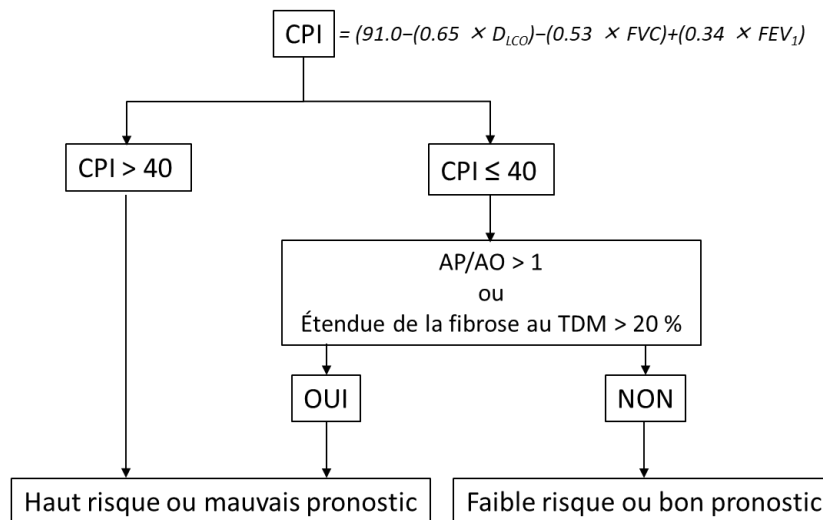 CPI = (91.0−(0.65 × DLCO)−(0.53 × FVC)+(0.34 × FEV1)
CPI > 40
CPI ≤ 40
AP/AO > 1
ou
Étendue de la fibrose au TDM > 20 %
OUI
NON
Haut risque ou mauvais pronostic
Faible risque ou bon pronostic